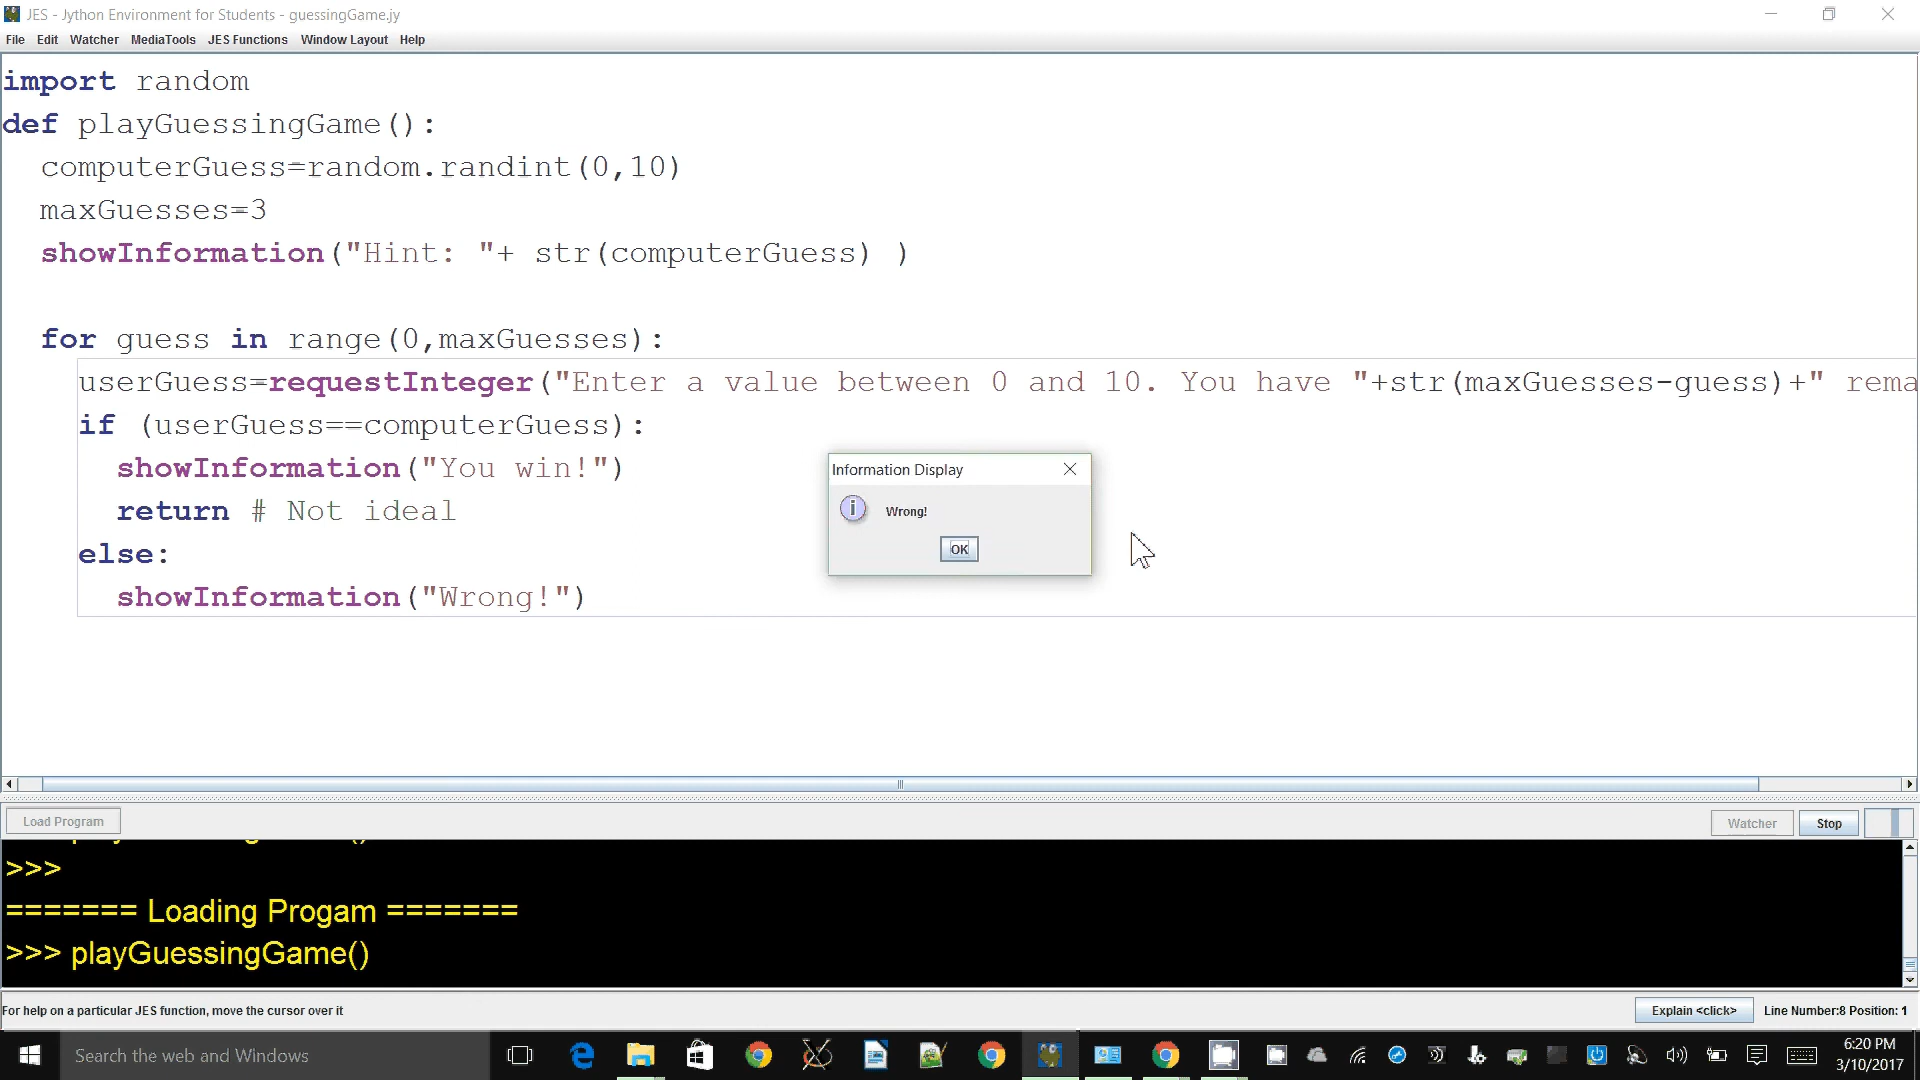 JES - Jython Environment for Students - guessingGame.jy
File Edit Watcher MediaTools JES Functions Window Layout Help
import random
def playGuessingGame():
computerGuess=random.randint(0,10)
maxGuesses=3
showInformation("Hint: "+ str(computerGuess) )
for guess in range(0,maxGuesses):
userGuess=requestInteger("Enter a value between 0 and 10. You have "+str(maxGuesses-guess)+" rema
if (userGuess==computerGuess):
showInformation("You win!")
return # Not ideal
else:
showInformation("Wrong!")
Information Display
Wrong!
OK
Load Program
Watcher Stop
>>>
======= Loading Progam =======
>>> playGuessingGame()
For help on a particular JES function, move the cursor over it
Explain <click> Line Number:8 Position: 1
Search the web and Windows
6:20 PM
3/10/2017